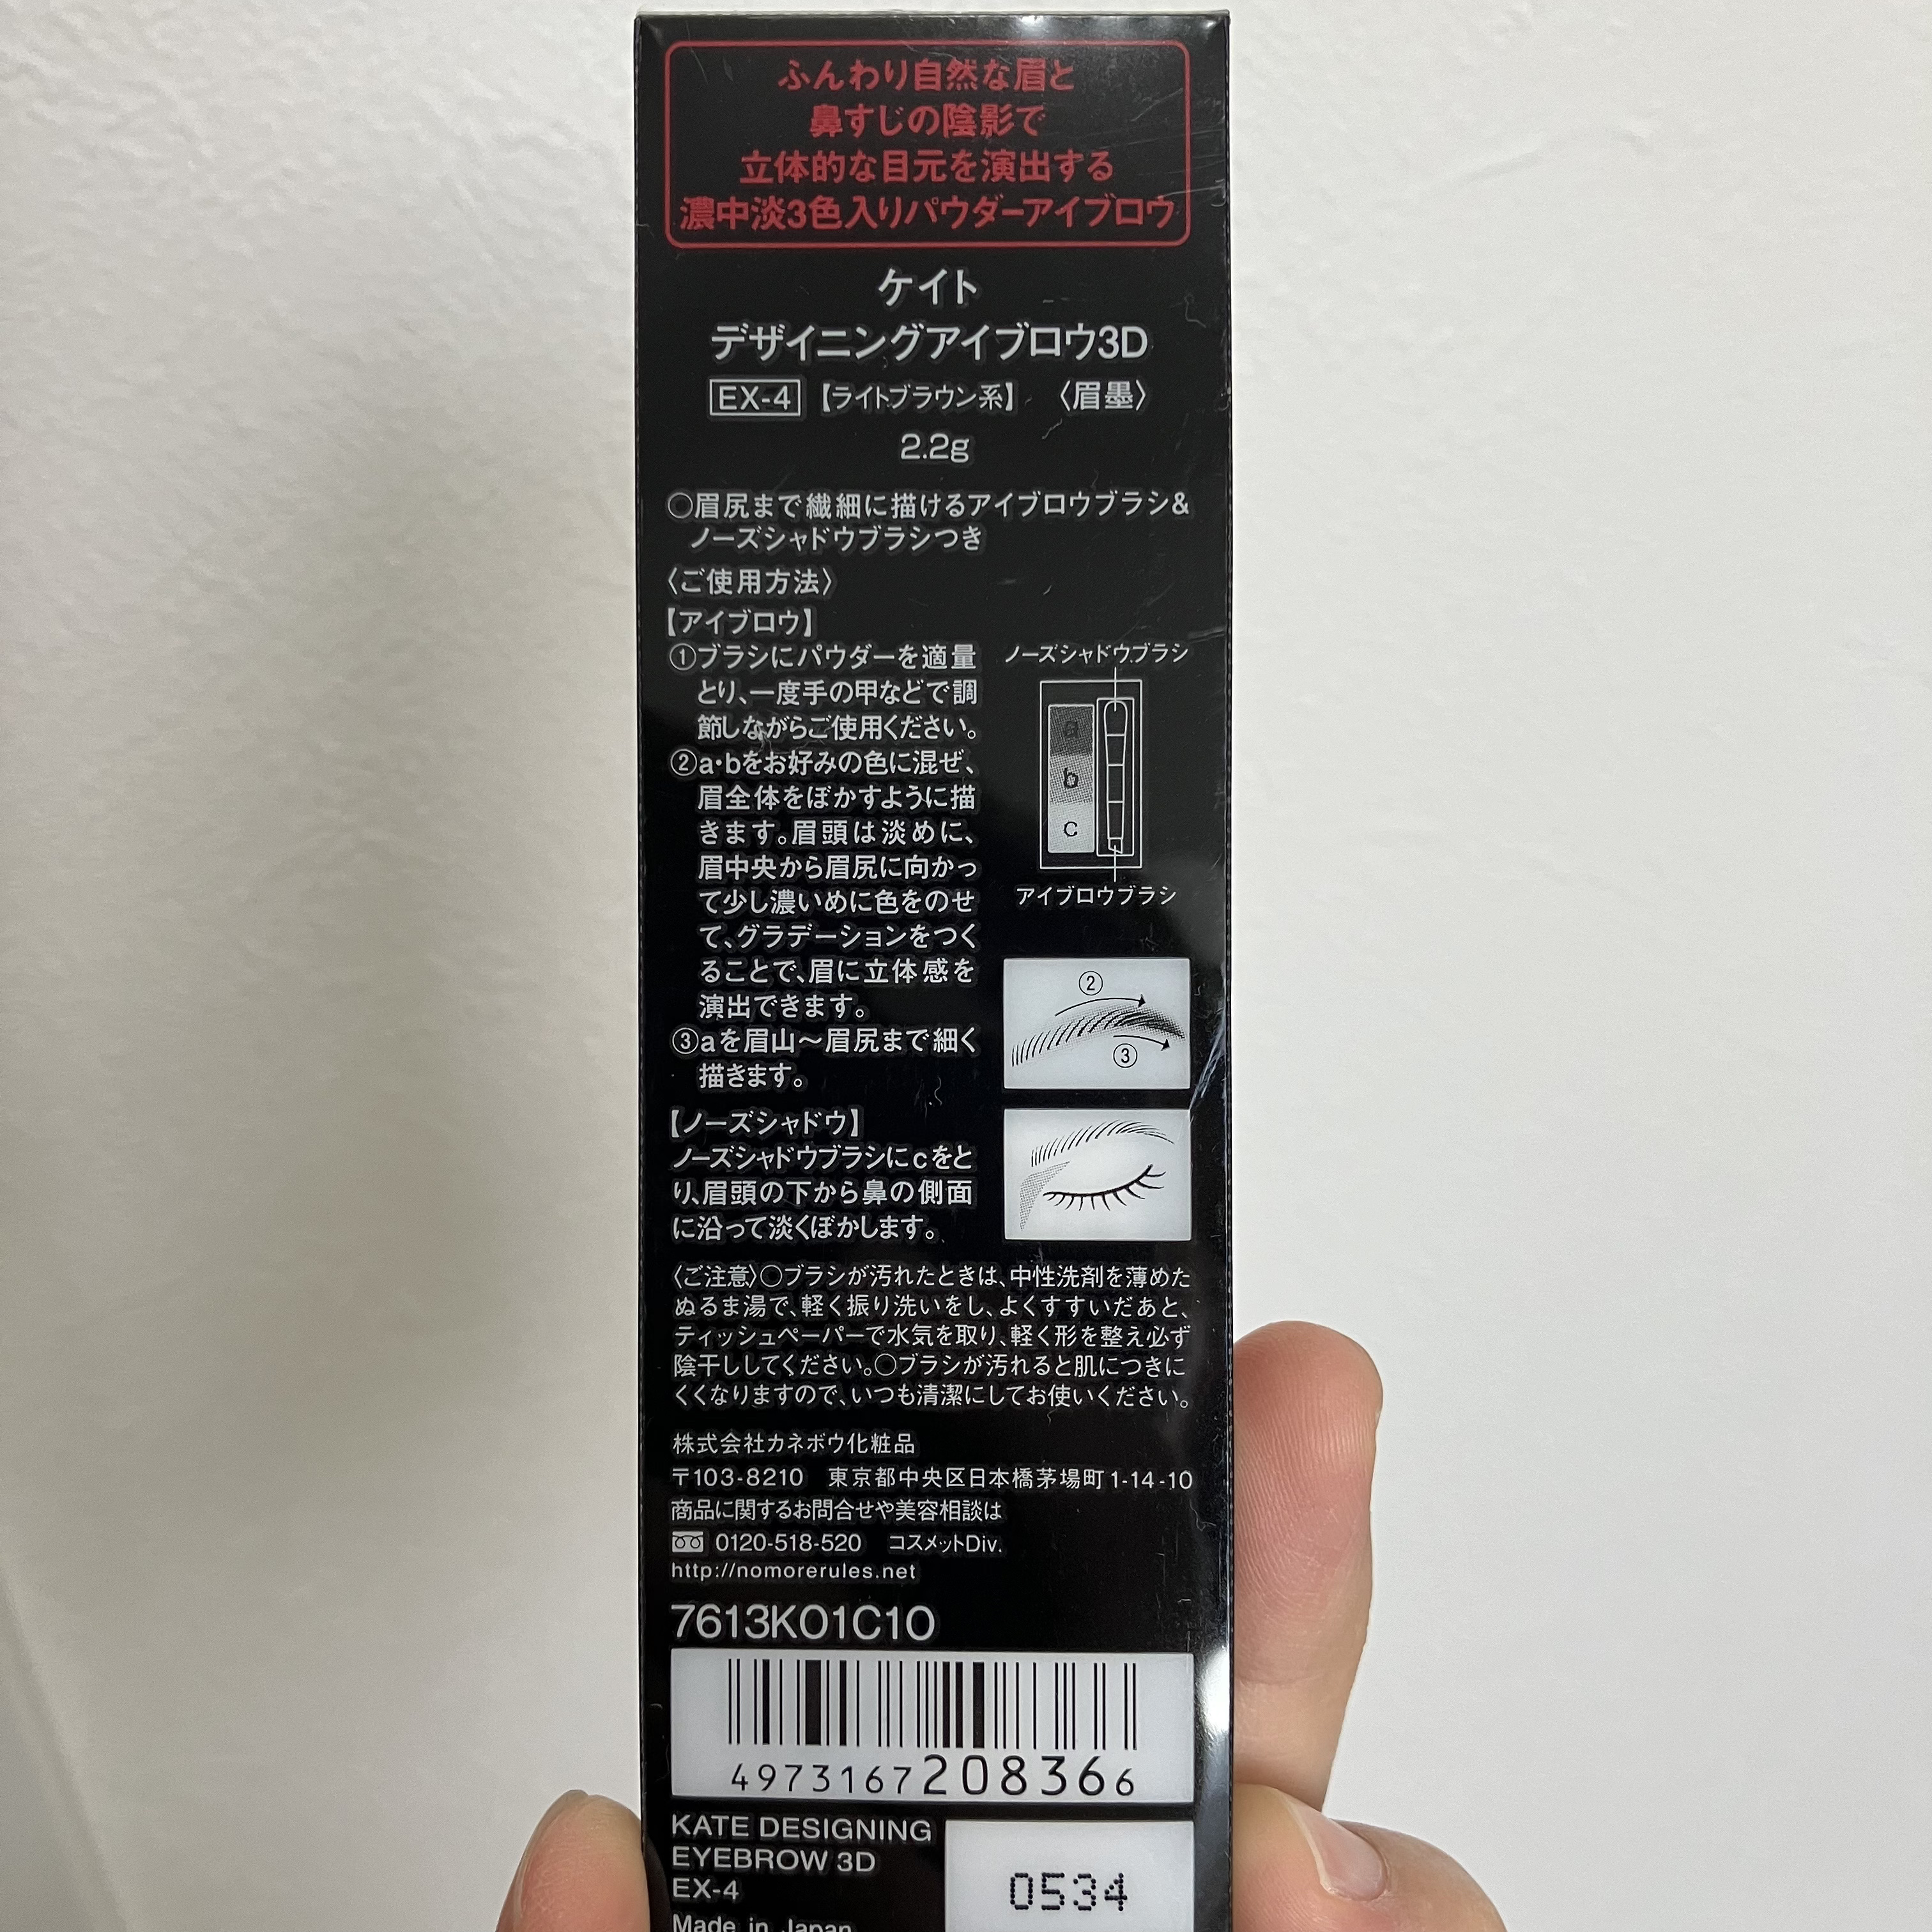 ふんわり自然な眉と
鼻すじの陰影で
立体的な目元を演出する
濃中淡3色入りパウダーアイブロウ
ケイト
デザイニングアイブロウ3D
EX-4 【ライトブラウン系】 〈眉墨〉
2.2g
○眉尻まで繊細に描けるアイブロウブラシ&
ノーズシャドウブラシつき
〈ご使用方法〉
【アイブロウ】
①ブラシにパウダーを適量
とり、一度手の甲などで調
節しながらご使用ください。
②a・bをお好みの色に混ぜ、
眉全体をぼかすように描
きます。眉頭は淡めに、
眉中央から眉尻に向かっ
て少し濃いめに色をのせ
て、グラデーションをつく
ることで、眉に立体感を
演出できます。
③aを眉山〜眉尻まで細く
描きます。
ノーズシャドウブラシ
a
b
c
アイブロウブラシ
②
③
【ノーズシャドウ】
ノーズシャドウブラシにcをと
り、眉頭の下から鼻の側面
に沿って淡くぼかします。
〈ご注意〉○ブラシが汚れたときは、中性洗剤を薄めた
ぬるま湯で、軽く振り洗いをし、よくすすいだあと、
ティッシュペーパーで水気を取り、軽く形を整え必ず
陰干ししてください。○ブラシが汚れると肌につきに
くくなりますので、いつも清潔にしてお使いください。
株式会社カネボウ化粧品
〒103-8210 東京都中央区日本橋茅場町1-14-10
商品に関するお問合せや美容相談は
0120-518-520 コスメットDiv.
http://nomorerules.net
7613K01C10
4973167208366
KATE DESIGNING
EYEBROW 3D
EX-4
Made in Japan
0534